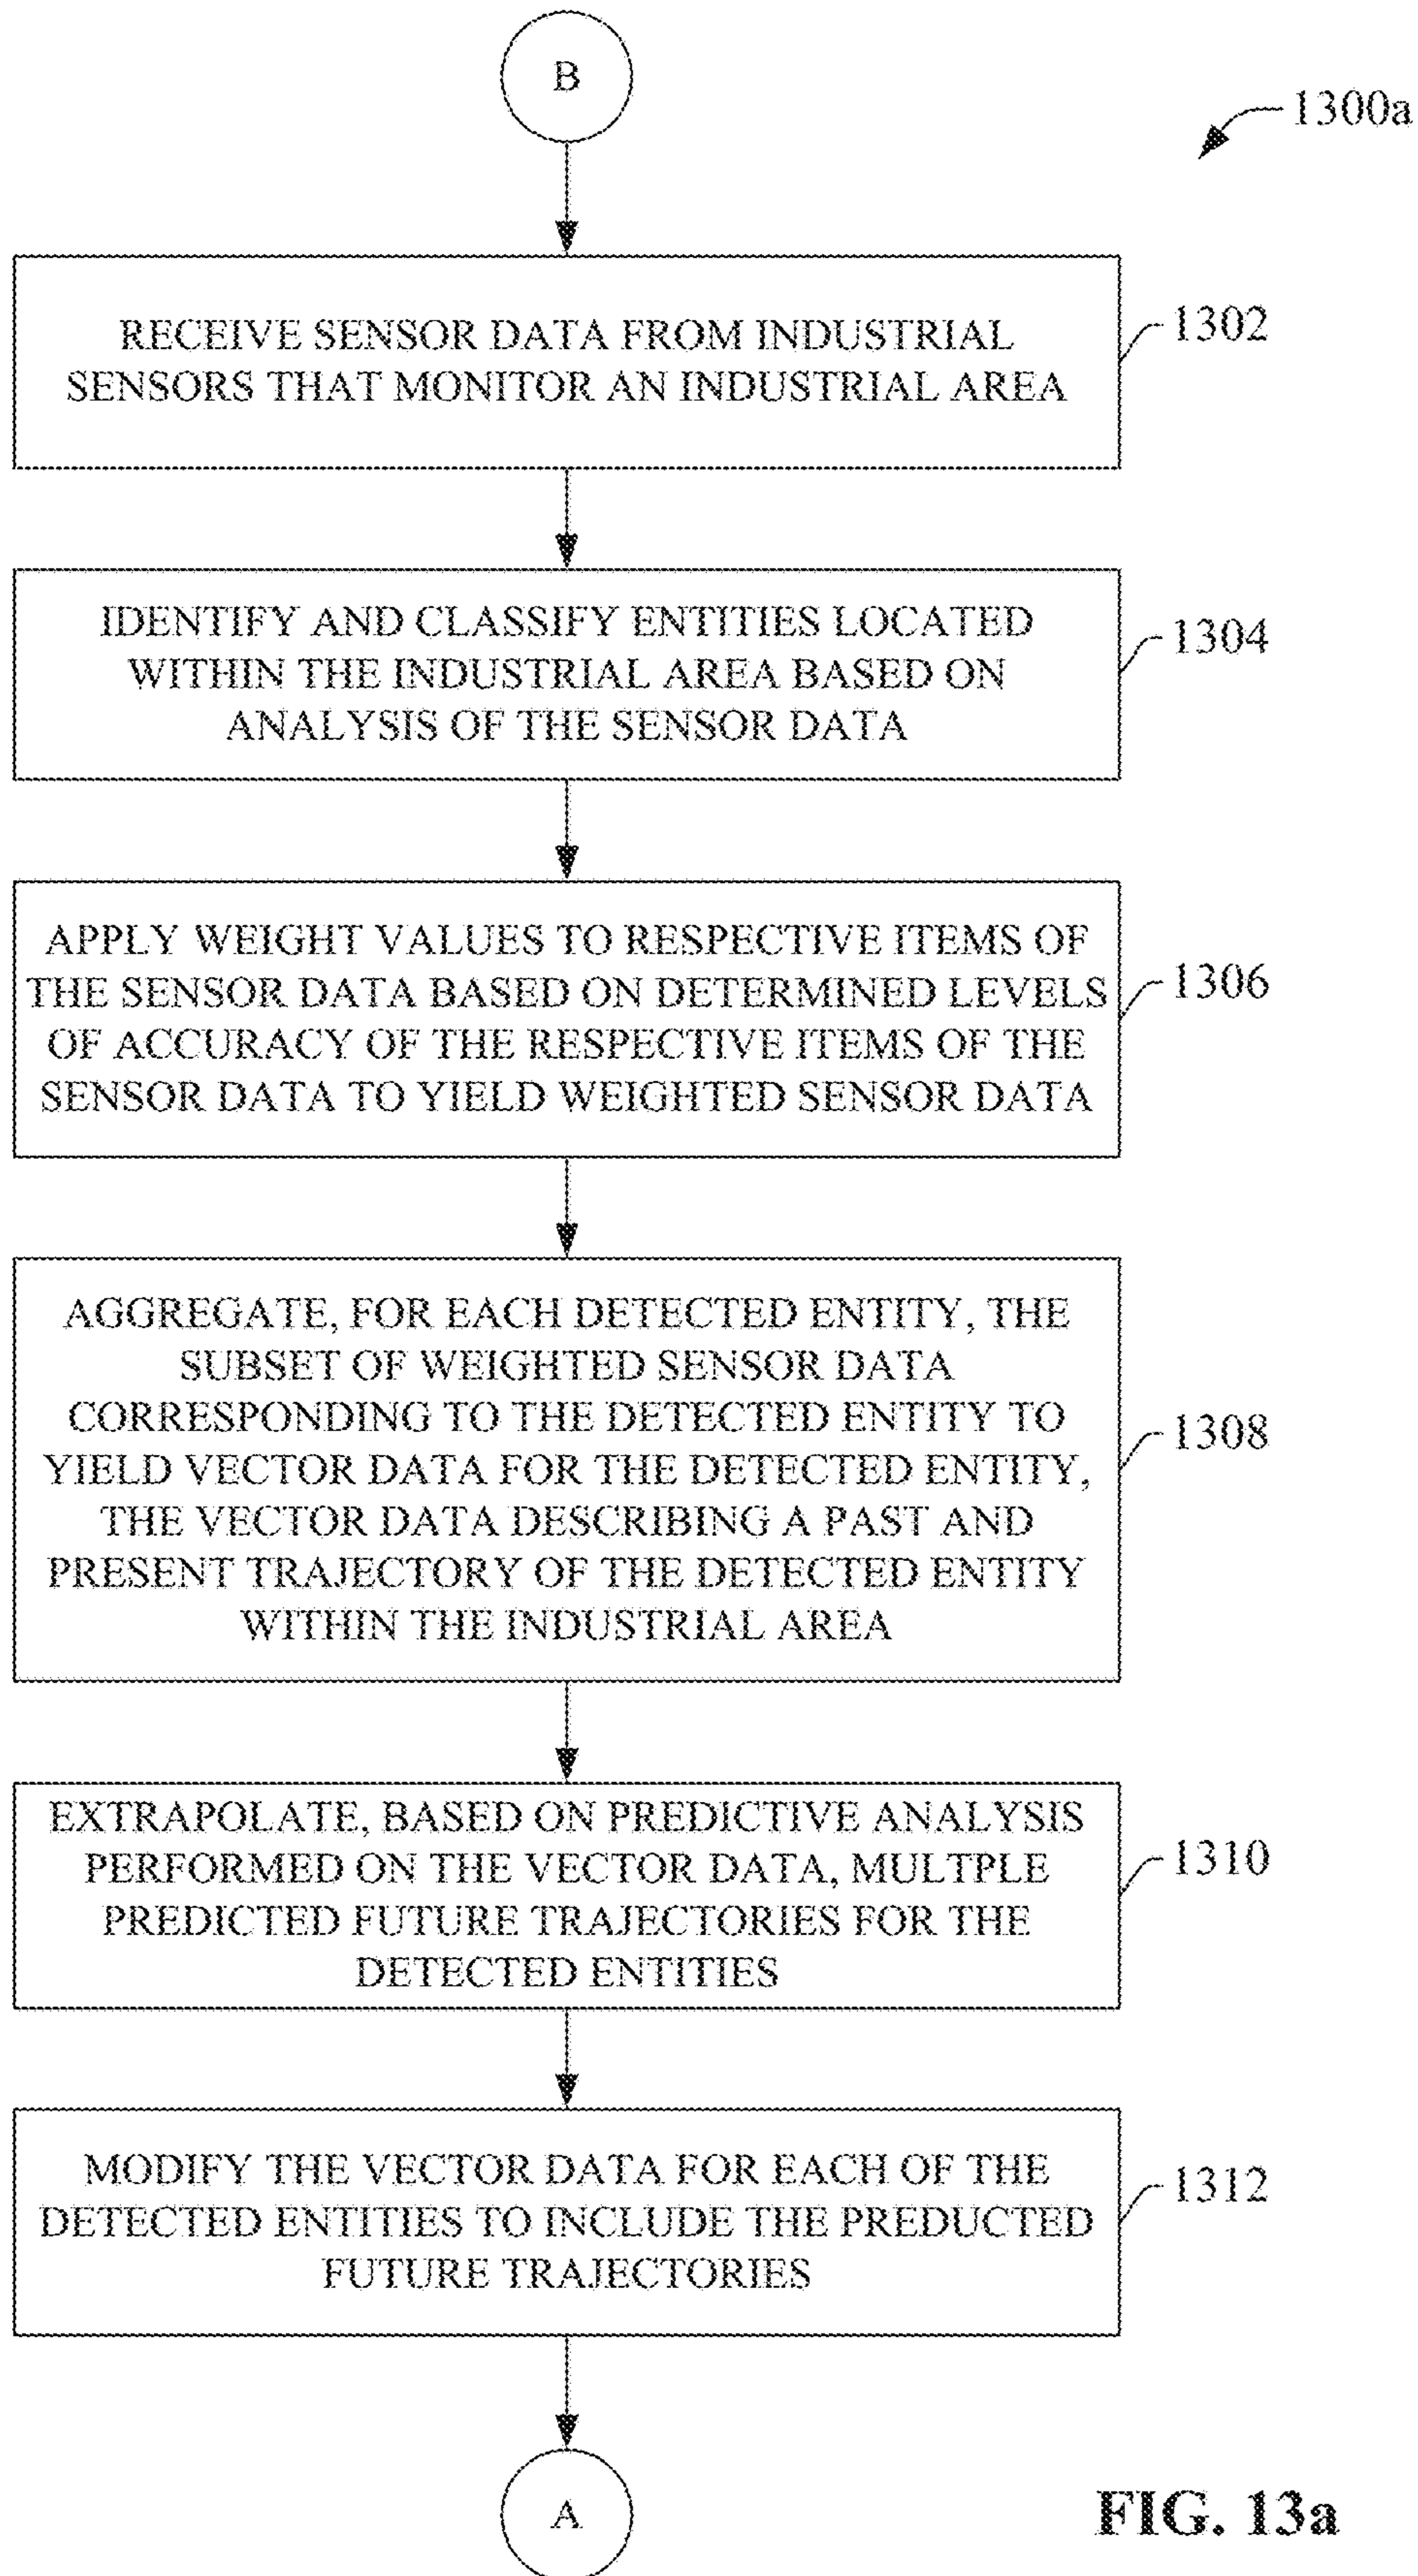 B
1300a
RECEIVE SENSOR DATA FROM INDUSTRIAL
SENSORS THAT MONITOR AN INDUSTRIAL AREA
1302
IDENTIFY AND CLASSIFY ENTITIES LOCATED
WITHIN THE INDUSTRIAL AREA BASED ON
ANALYSIS OF THE SENSOR DATA
1304
APPLY WEIGHT VALUES TO RESPECTIVE ITEMS OF
THE SENSOR DATA BASED ON DETERMINED LEVELS
OF ACCURACY OF THE RESPECTIVE ITEMS OF THE
SENSOR DATA TO YIELD WEIGHTED SENSOR DATA
1306
AGGREGATE, FOR EACH DETECTED ENTITY, THE
SUBSET OF WEIGHTED SENSOR DATA
CORRESPONDING TO THE DETECTED ENTITY TO
YIELD VECTOR DATA FOR THE DETECTED ENTITY,
THE VECTOR DATA DESCRIBING A PAST AND
PRESENT TRAJECTORY OF THE DETECTED ENTITY
WITHIN THE INDUSTRIAL AREA
1308
EXTRAPOLATE, BASED ON PREDICTIVE ANALYSIS
PERFORMED ON THE VECTOR DATA, MULTPLE
PREDICTED FUTURE TRAJECTORIES FOR THE
DETECTED ENTITIES
1310
MODIFY THE VECTOR DATA FOR EACH OF THE
DETECTED ENTITIES TO INCLUDE THE PREDUCTED
FUTURE TRAJECTORIES
1312
A
FIG. 13a